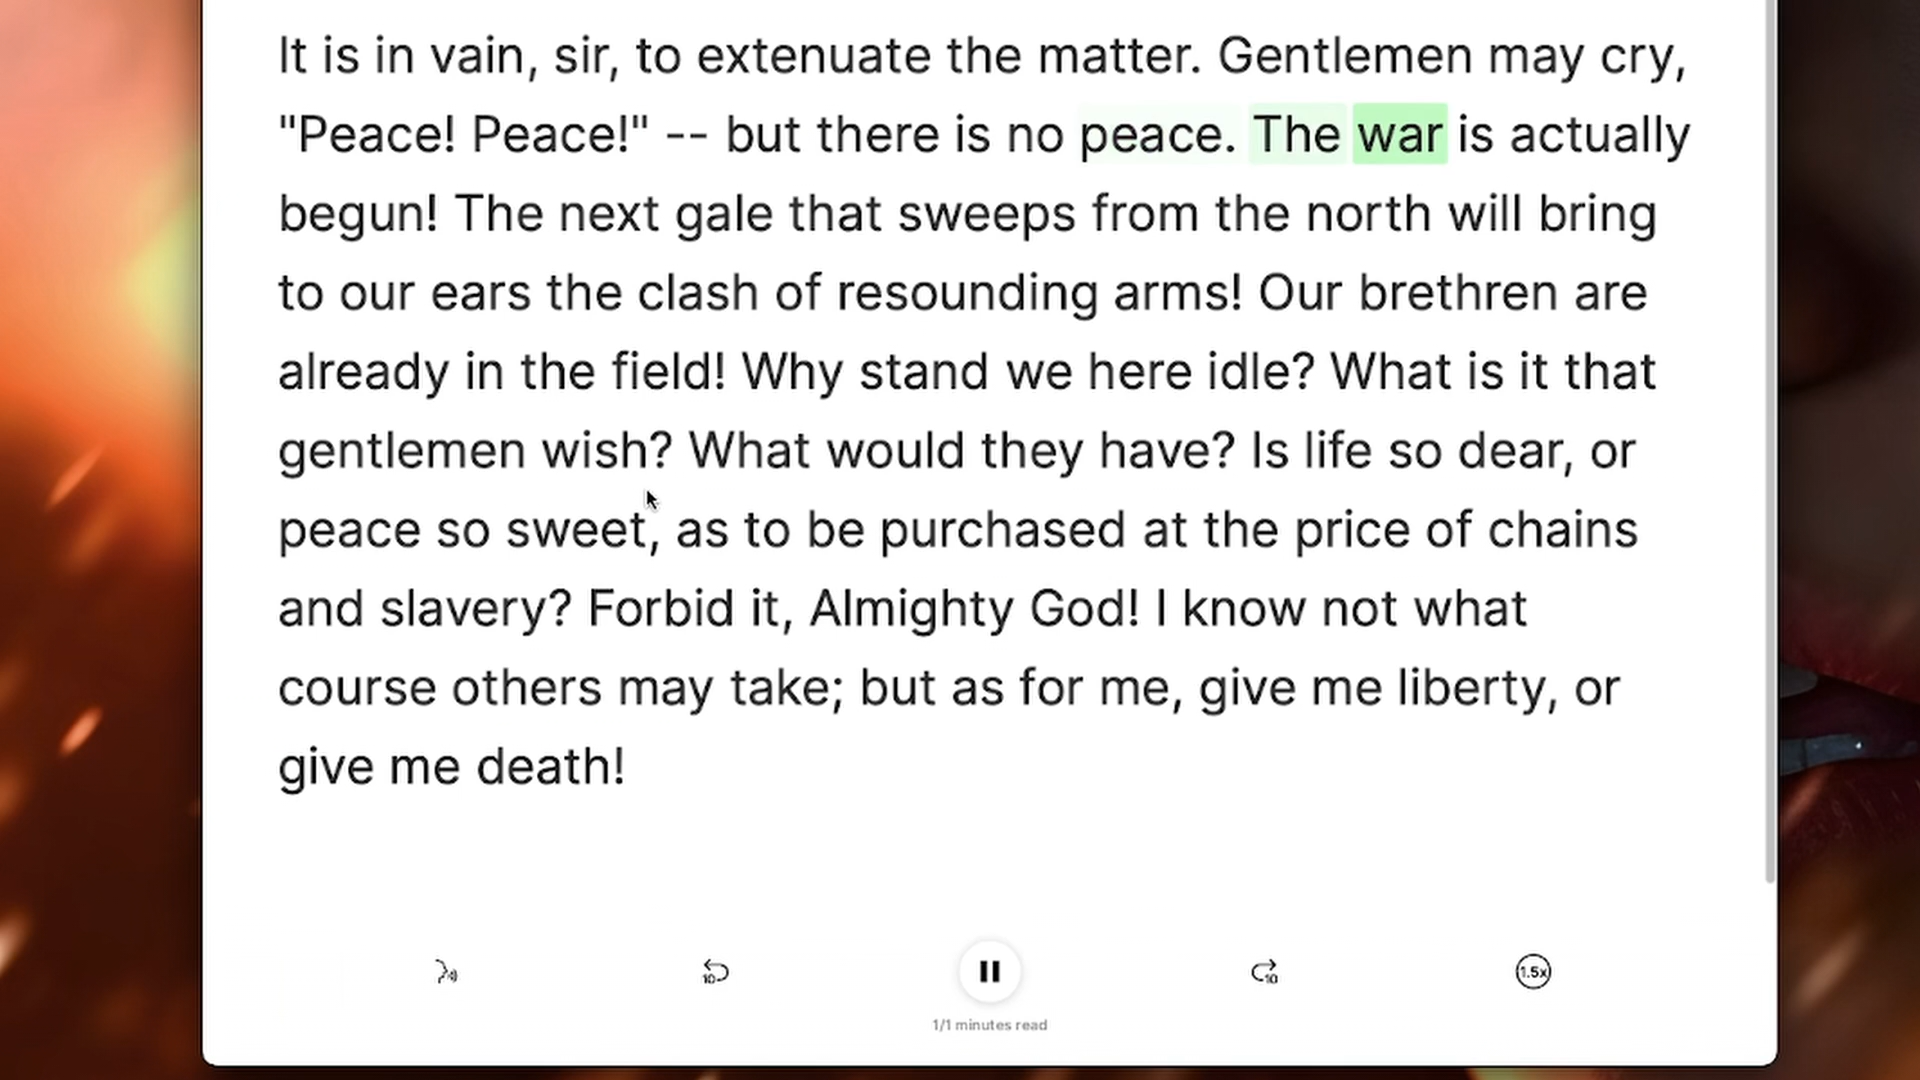 It is in vain, sir, to extenuate the matter. Gentlemen may cry,
"Peace! Peace!" -- but there is no peace. The war is actually
begun! The next gale that sweeps from the north will bring
to our ears the clash of resounding arms! Our brethren are
already in the field! Why stand we here idle? What is it that
gentlemen wish? What would they have? Is life so dear, or
peace so sweet, as to be purchased at the price of chains
and slavery? Forbid it, Almighty God! I know not what
course others may take; but as for me, give me liberty, or
give me death!
10
10
1.5x
1/1 minutes read